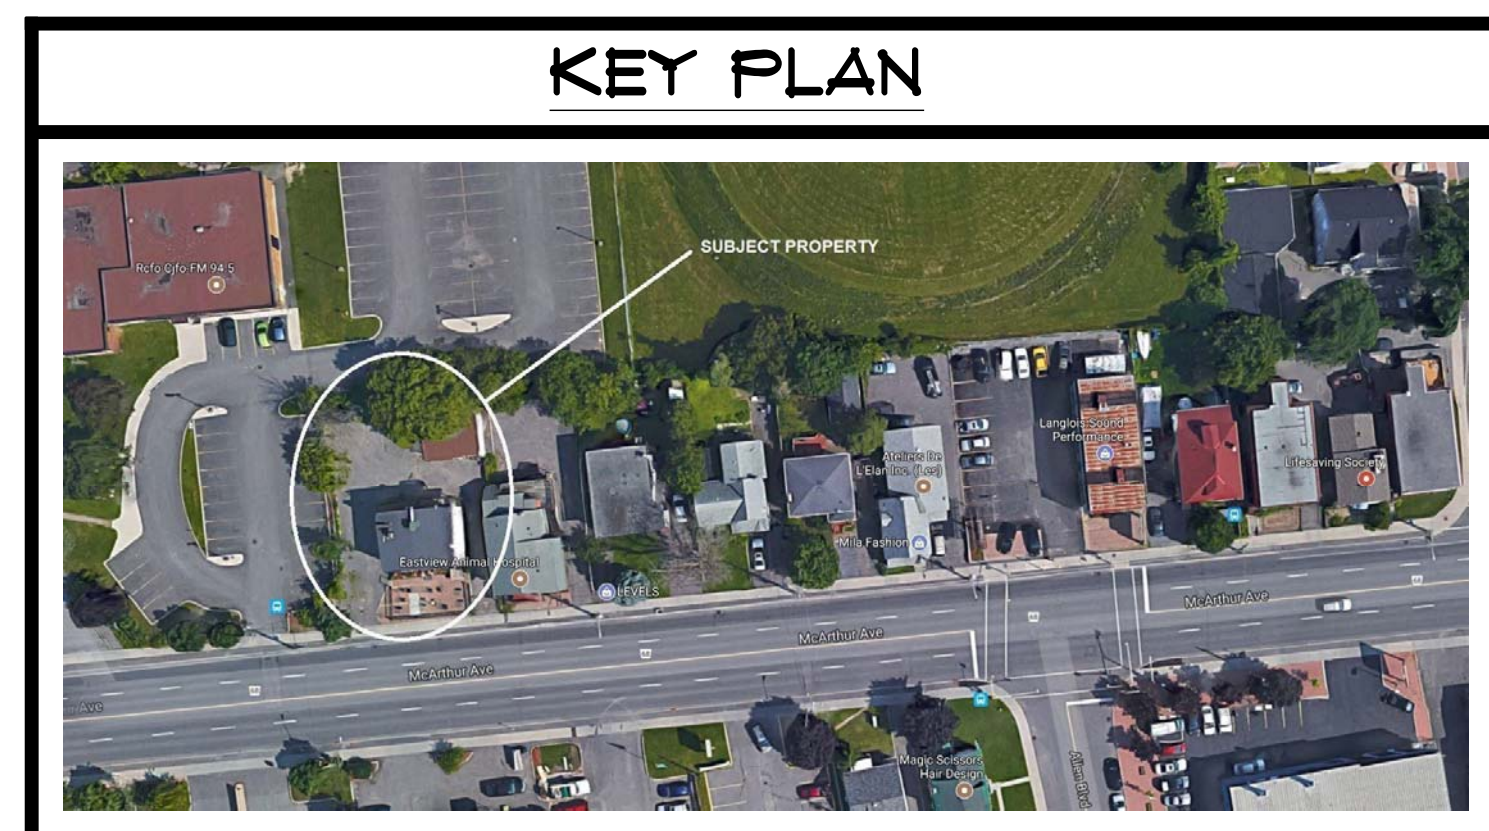 KEY PLAN
SUBJECT PROPERTY
Rcfo Cjfo-FM 94-5
Langlois Sound
Performance
Ateliers De
L'Elan Inc. (Les)
Lifesaving Society
Mila Fashion
Eastview Animal Hospital
LEVELS
McArthur Ave
McArthur Ave
McArthur Ave
Ave
Magic Scissors
Hair Design
Allen Blvd